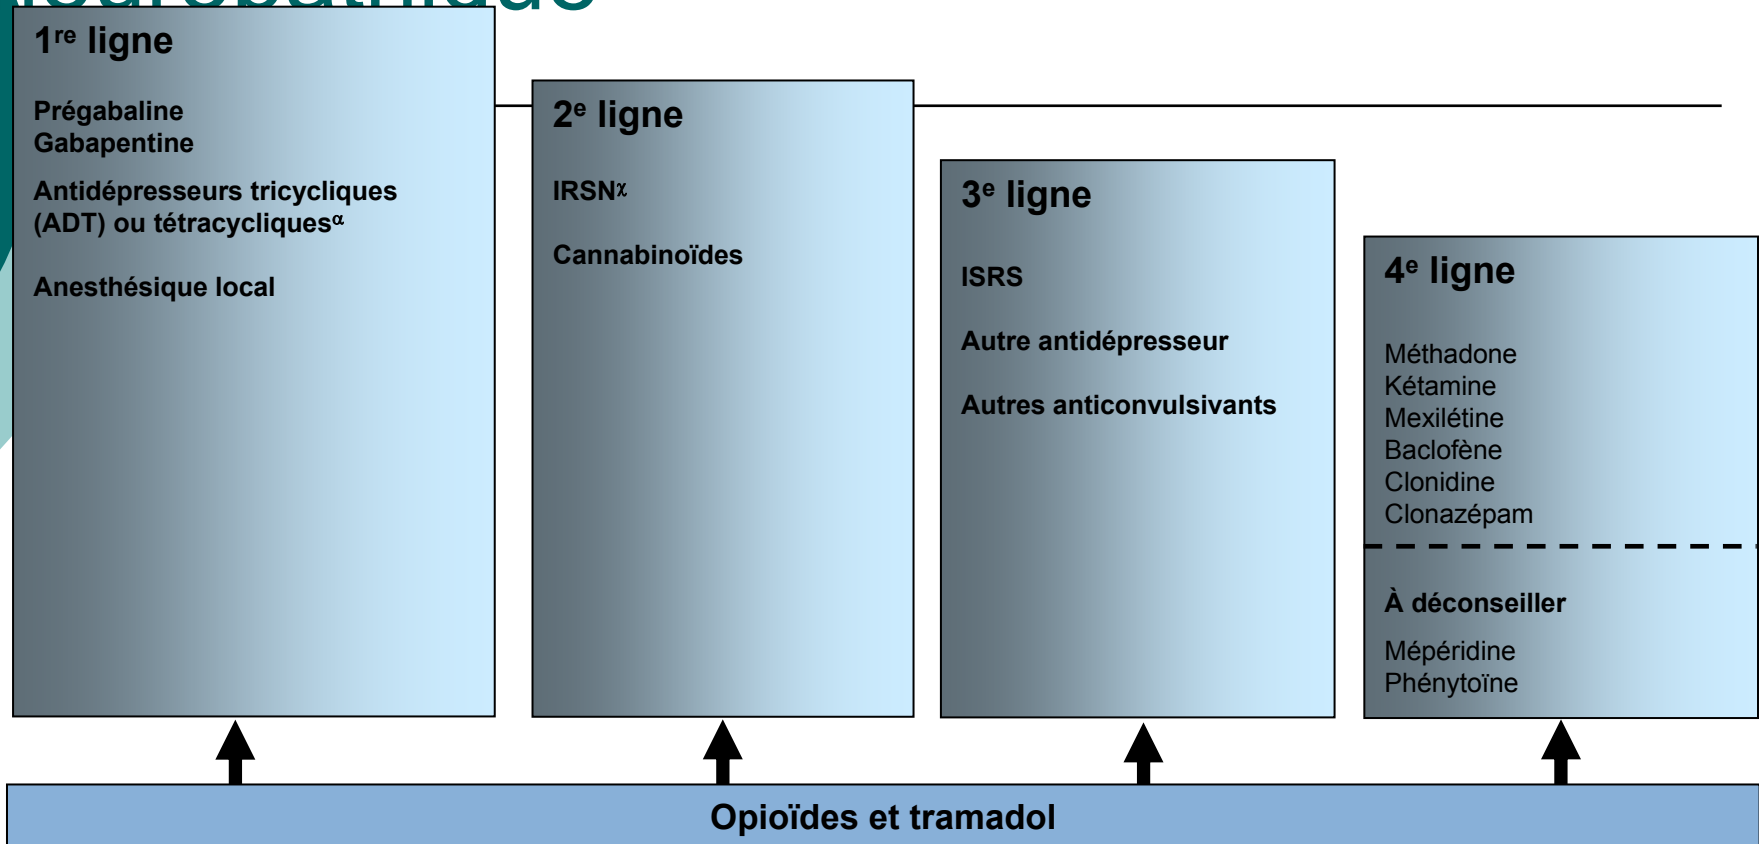 1re ligne
Prégabaline
Gabapentine
Antidépresseurs tricycliques
(ADT) ou tétracycliquesα
Anesthésique local
2e ligne
IRSNχ
Cannabinoïdes
3e ligne
ISRS
Autre antidépresseur
Autres anticonvulsivants
4e ligne
Méthadone
Kétamine
Mexilétine
Baclofène
Clonidine
Clonazépam
À déconseiller
Mépéridine
Phénytoïne
Opioïdes et tramadol